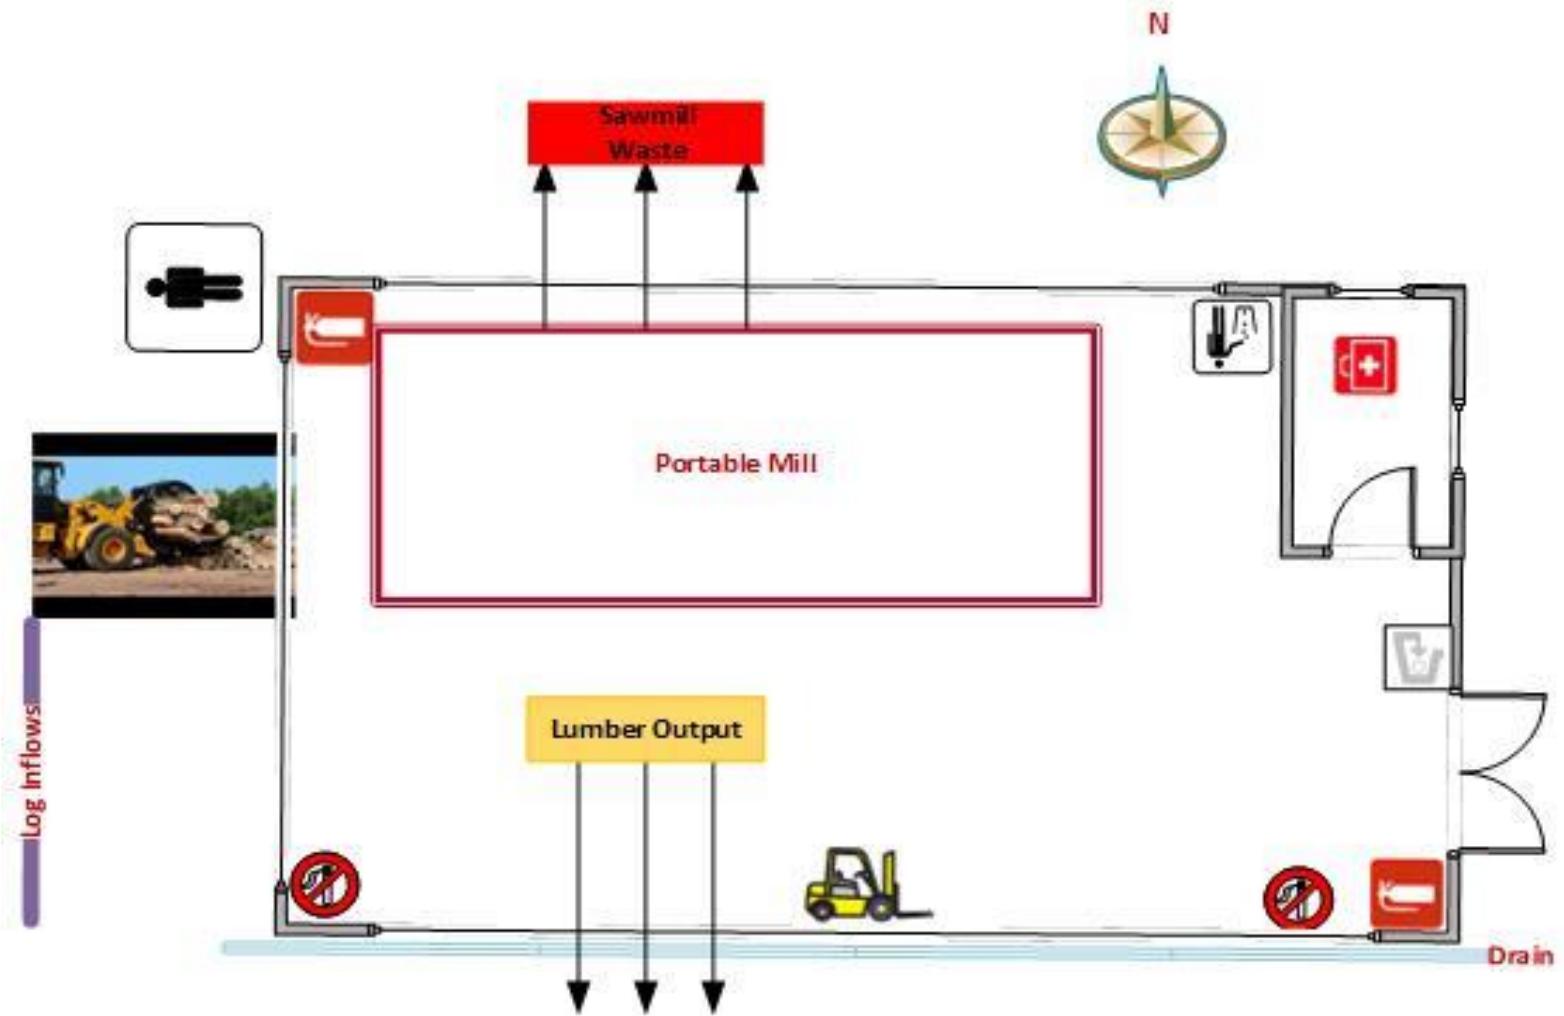 N
Sawmill
Waste
Portable Mill
Lumber Output
Log Inflows
Drain